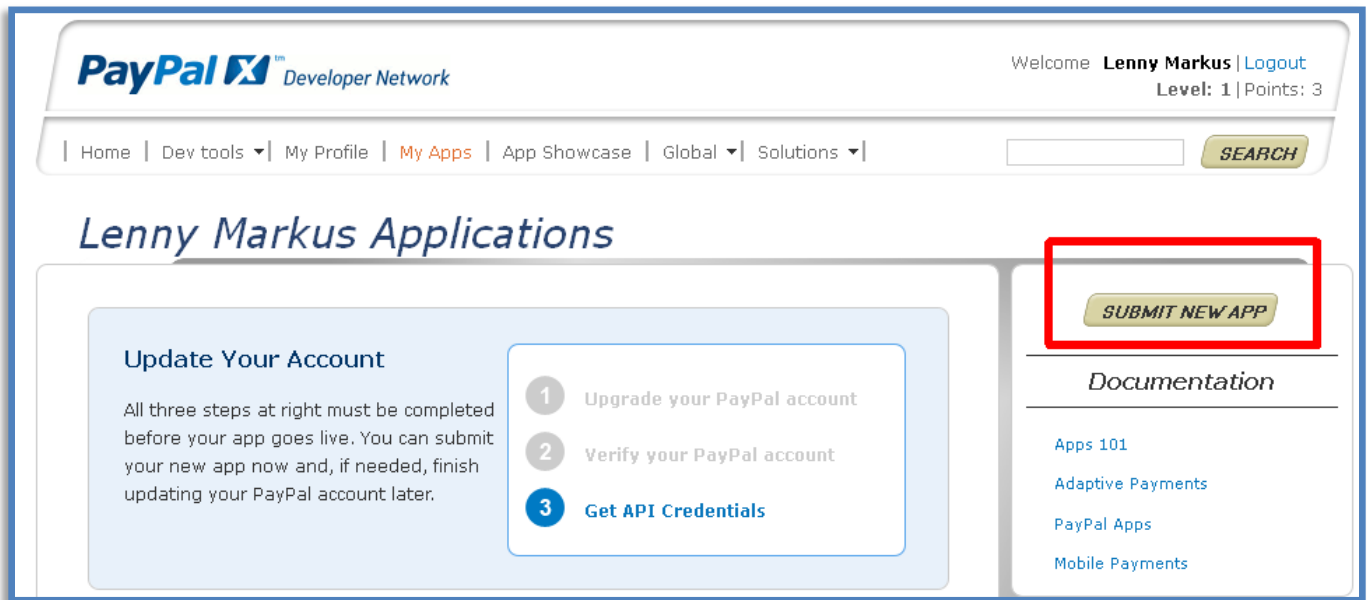 PayPal X™ Developer Network
Welcome Lenny Markus | Logout
Level: 1 | Points: 3
| Home | Dev tools ▼| My Profile | My Apps | App Showcase | Global ▼| Solutions ▼|
SEARCH
Lenny Markus Applications
SUBMIT NEW APP
Update Your Account
All three steps at right must be completed
before your app goes live. You can submit
your new app now and, if needed, finish
updating your PayPal account later.
1 Upgrade your PayPal account
2 Verify your PayPal account
3 Get API Credentials
Documentation
Apps 101
Adaptive Payments
PayPal Apps
Mobile Payments